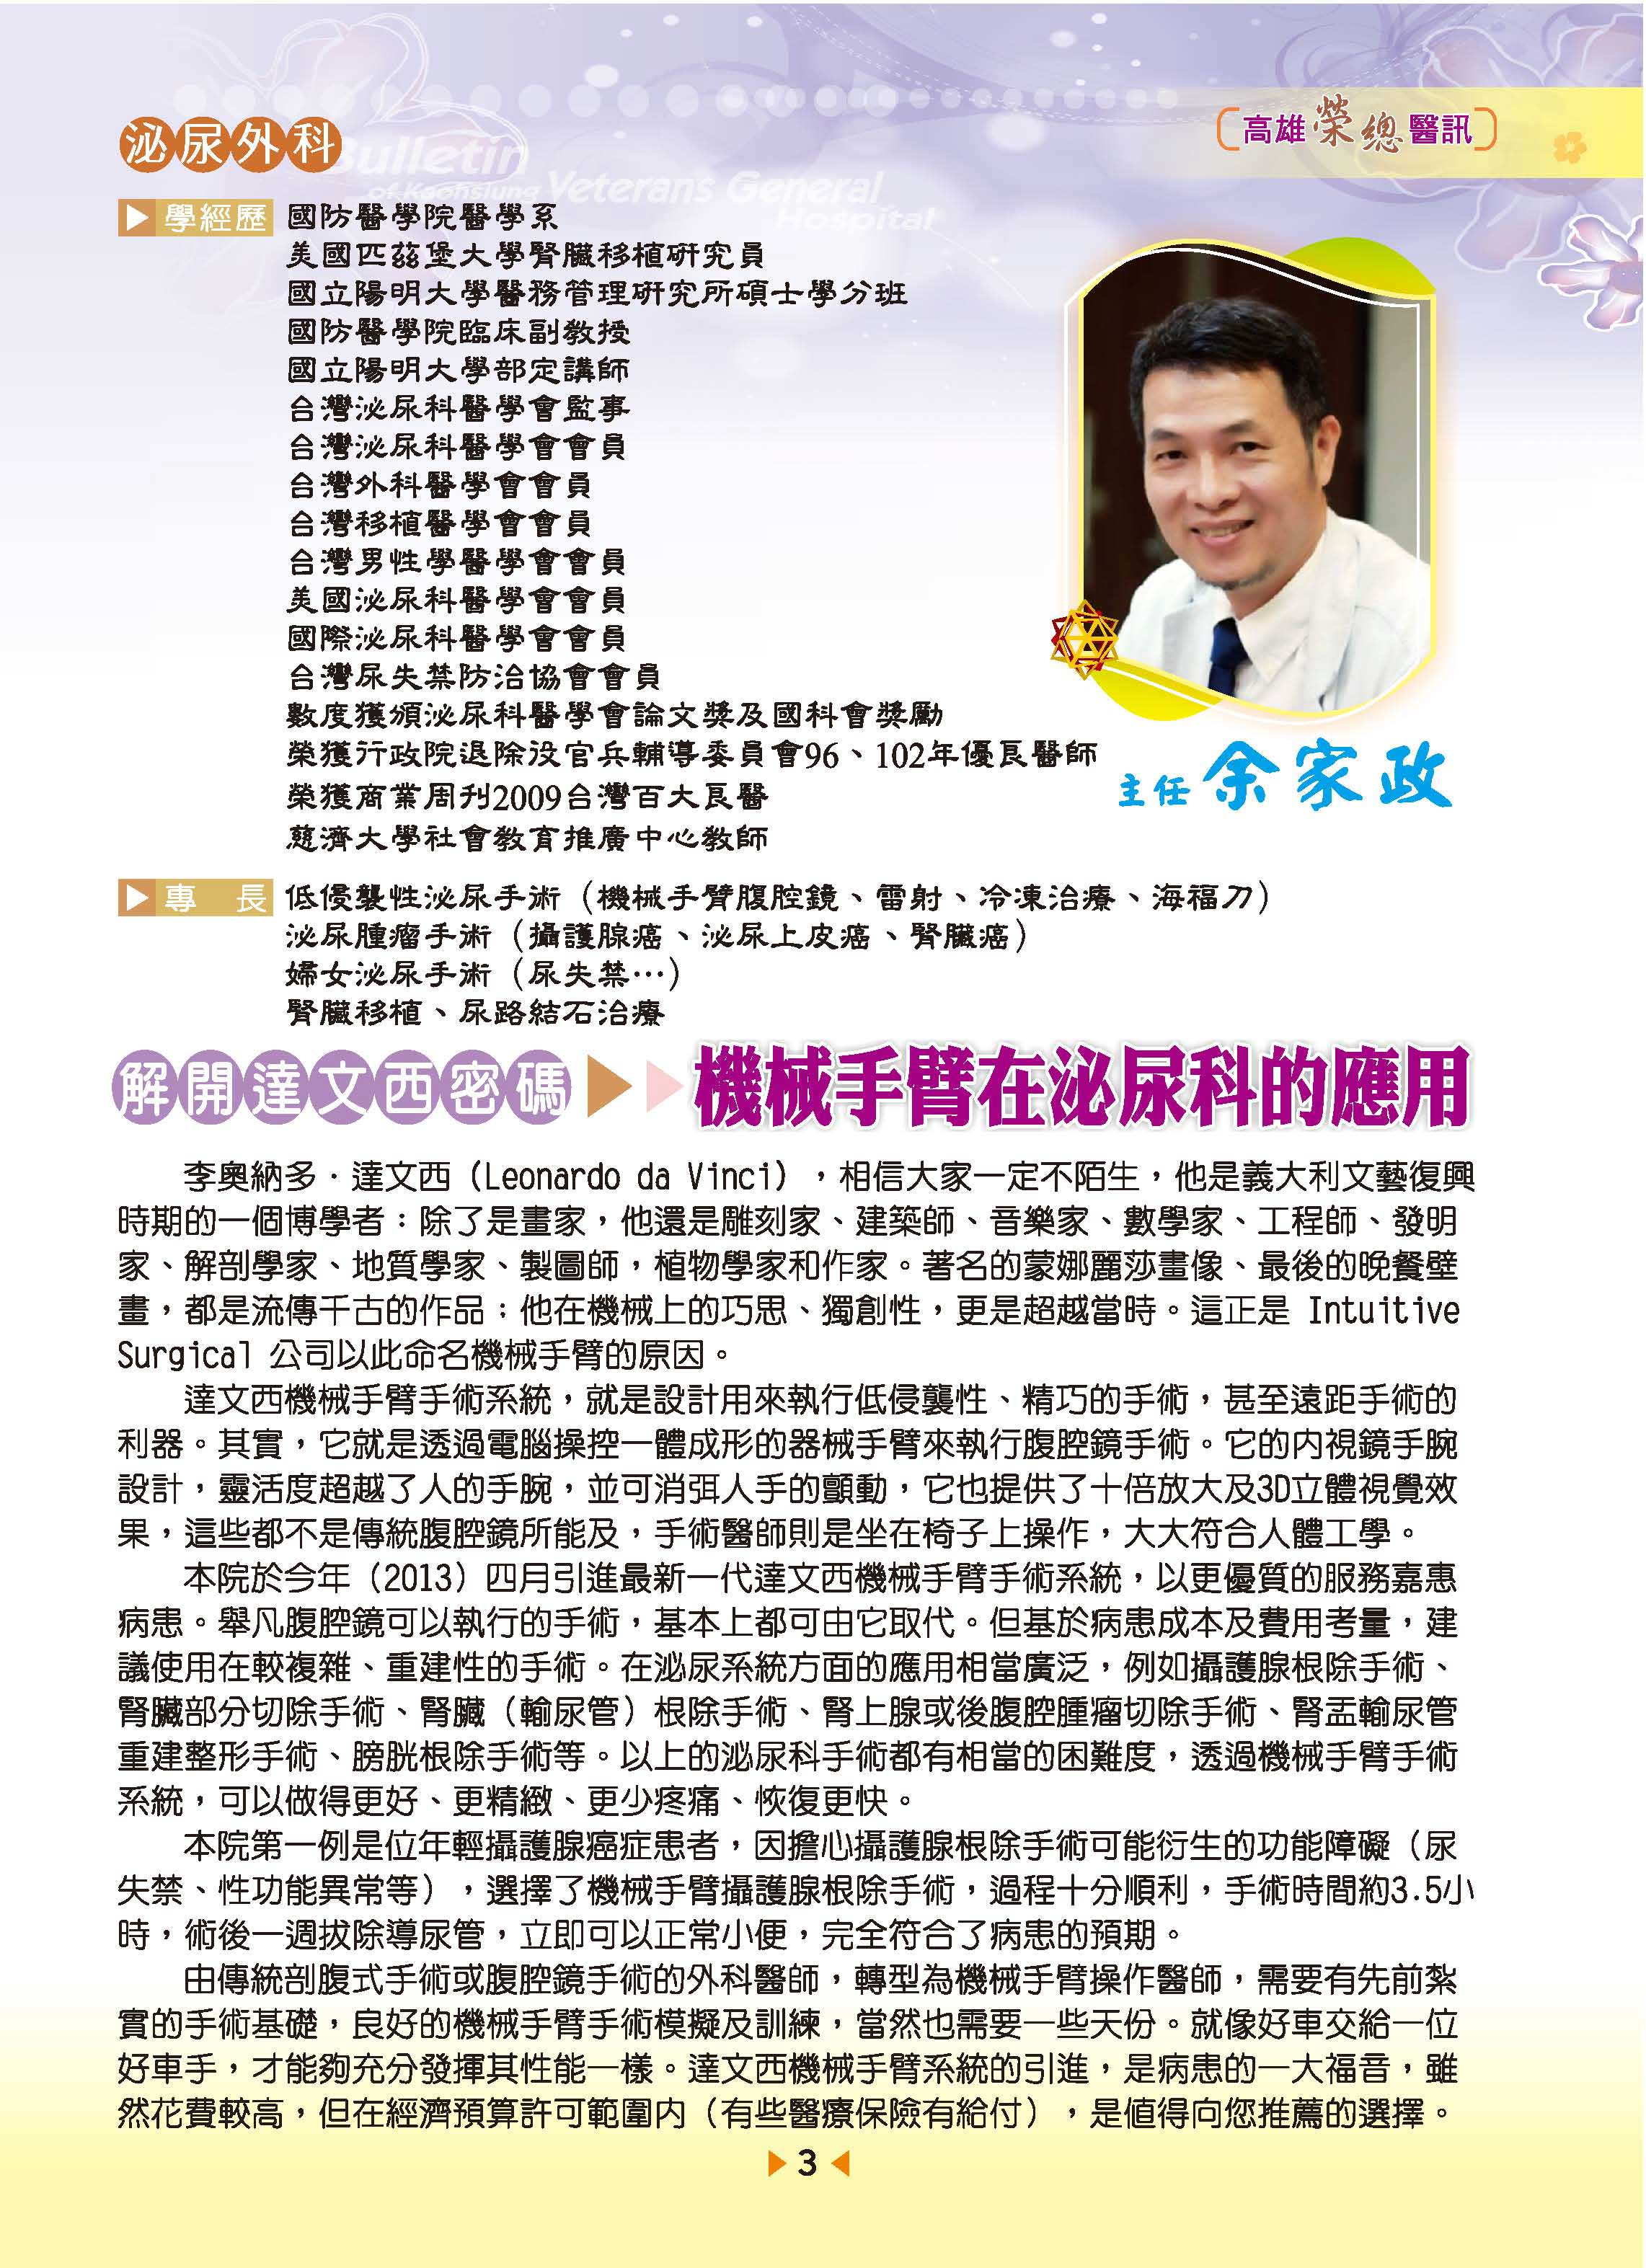 泌尿外科
Bulletin
of Kaohsiung Veterans General
Hospital
高雄榮總醫訊
學經歷 國防醫學院醫學系
美國匹茲堡大學腎臟移植研究員
國立陽明大學醫務管理研究所碩士學分班
國防醫學院臨床副教授
國立陽明大學部定講師
台灣泌尿科醫學會監事
台灣泌尿科醫學會會員
台灣外科醫學會會員
台灣移植醫學會會員
台灣男性學醫學會會員
美國泌尿科醫學會會員
國際泌尿科醫學會會員
台灣尿失禁防治協會會員
數度獲頒泌尿科醫學會論文獎及國科會獎勵
榮獲行政院退除役官兵輔導委員會96、102年優良醫師
榮獲商業周刊2009台灣百大良醫
慈濟大學社會教育推廣中心教師
主任 余家政
專 長 低侵襲性泌尿手術（機械手臂腹腔鏡、雷射、冷凍治療、海福刀）
泌尿腫瘤手術（攝護腺癌、泌尿上皮癌、腎臟癌）
婦女泌尿手術（尿失禁…）
腎臟移植、尿路結石治療
解開達文西密碼 機械手臂在泌尿科的應用
李奧納多．達文西（Leonardo da Vinci），相信大家一定不陌生，他是義大利文藝復興
時期的一個博學者：除了是畫家，他還是雕刻家、建築師、音樂家、數學家、工程師、發明
家、解剖學家、地質學家、製圖師，植物學家和作家。著名的蒙娜麗莎畫像、最後的晚餐壁
畫，都是流傳千古的作品；他在機械上的巧思、獨創性，更是超越當時。這正是 Intuitive
Surgical 公司以此命名機械手臂的原因。
達文西機械手臂手術系統，就是設計用來執行低侵襲性、精巧的手術，甚至遠距手術的
利器。其實，它就是透過電腦操控一體成形的器械手臂來執行腹腔鏡手術。它的內視鏡手腕
設計，靈活度超越了人的手腕，並可消弭人手的顫動，它也提供了十倍放大及3D立體視覺效
果，這些都不是傳統腹腔鏡所能及，手術醫師則是坐在椅子上操作，大大符合人體工學。
本院於今年（2013）四月引進最新一代達文西機械手臂手術系統，以更優質的服務嘉惠
病患。舉凡腹腔鏡可以執行的手術，基本上都可由它取代。但基於病患成本及費用考量，建
議使用在較複雜、重建性的手術。在泌尿系統方面的應用相當廣泛，例如攝護腺根除手術、
腎臟部分切除手術、腎臟（輸尿管）根除手術、腎上腺或後腹腔腫瘤切除手術、腎盂輸尿管
重建整形手術、膀胱根除手術等。以上的泌尿科手術都有相當的困難度，透過機械手臂手術
系統，可以做得更好、更精緻、更少疼痛、恢復更快。
本院第一例是位年輕攝護腺癌症患者，因擔心攝護腺根除手術可能衍生的功能障礙（尿
失禁、性功能異常等），選擇了機械手臂攝護腺根除手術，過程十分順利，手術時間約3.5小
時，術後一週拔除導尿管，立即可以正常小便，完全符合了病患的預期。
由傳統剖腹式手術或腹腔鏡手術的外科醫師，轉型為機械手臂操作醫師，需要有先前紮
實的手術基礎，良好的機械手臂手術模擬及訓練，當然也需要一些天份。就像好車交給一位
好車手，才能夠充分發揮其性能一樣。達文西機械手臂系統的引進，是病患的一大福音，雖
然花費較高，但在經濟預算許可範圍內（有些醫療保險有給付），是值得向您推薦的選擇。
3